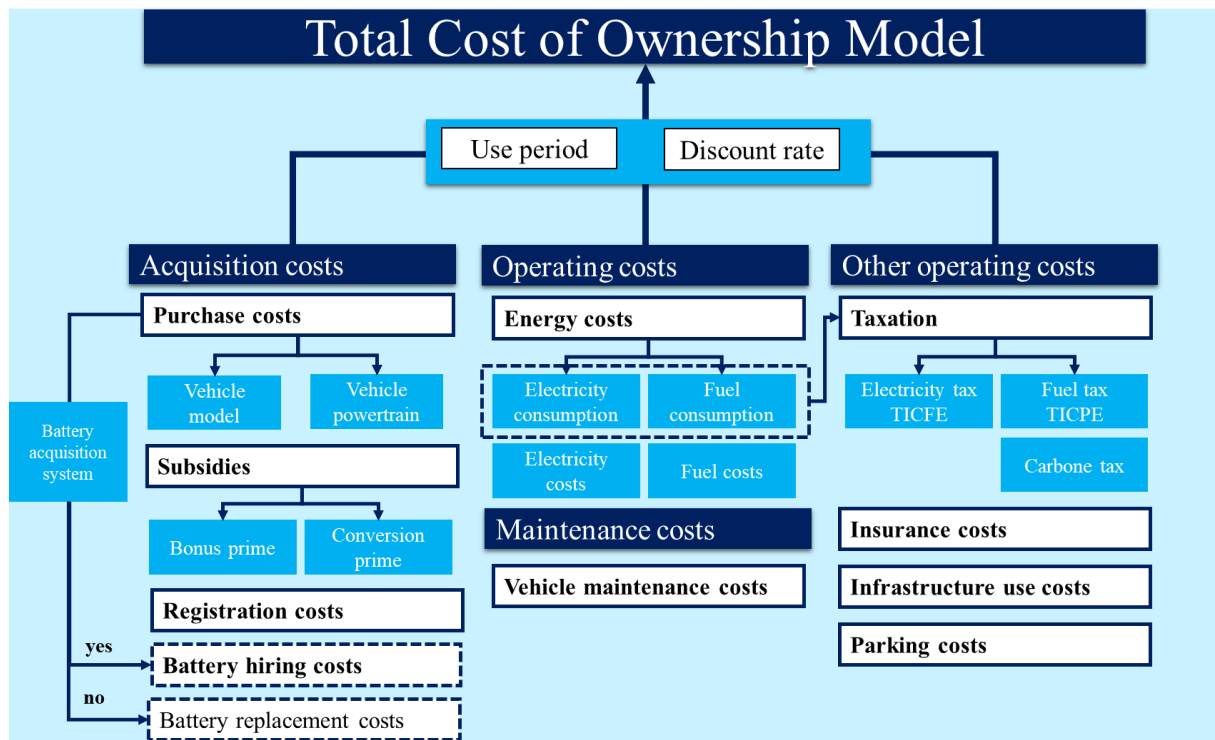 Total Cost of Ownership Model
Use period
Discount rate
Acquisition costs
Purchase costs
Vehicle
model
Vehicle
powertrain
Battery
acquisition
system
Subsidies
Bonus prime
Conversion
prime
Registration costs
yes
Battery hiring costs
no
Battery replacement costs
Operating costs
Energy costs
Electricity
consumption
Fuel
consumption
Electricity
costs
Fuel costs
Maintenance costs
Vehicle maintenance costs
Other operating costs
Taxation
Electricity tax
TICFE
Fuel tax
TICPE
Carbone tax
Insurance costs
Infrastructure use costs
Parking costs